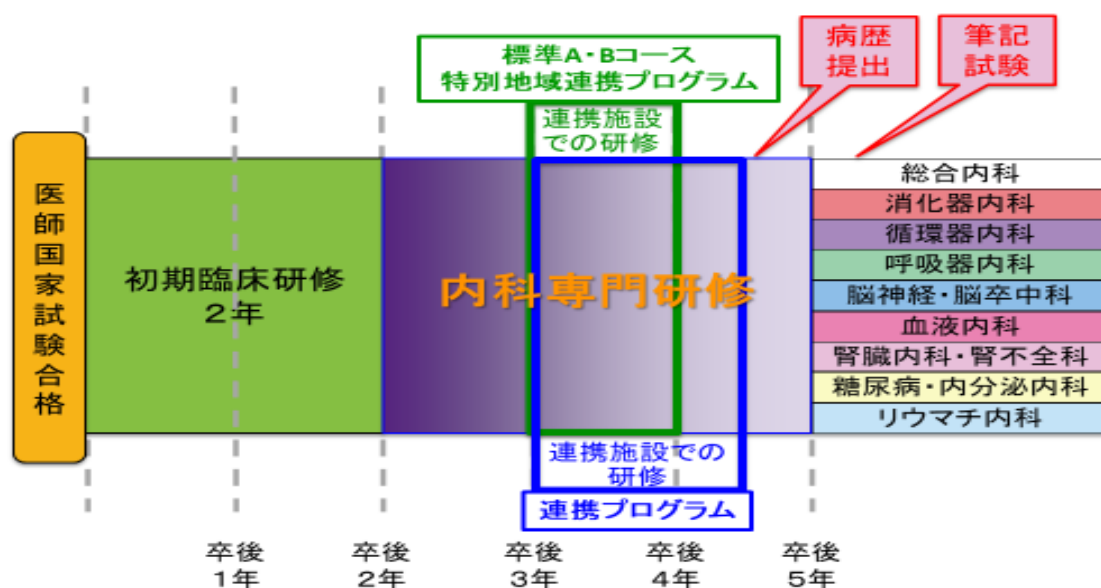 標準A・Bコース
特別地域連携プログラム
病歴
提出
筆記
試験
連携施設
での研修
医師国家試験合格
初期臨床研修
2年
内科専門研修
総合内科
消化器内科
循環器内科
呼吸器内科
脳神経・脳卒中科
血液内科
腎臓内科・腎不全科
糖尿病・内分泌内科
リウマチ内科
連携施設での
研修
連携プログラム
卒後
1年
卒後
2年
卒後
3年
卒後
4年
卒後
5年